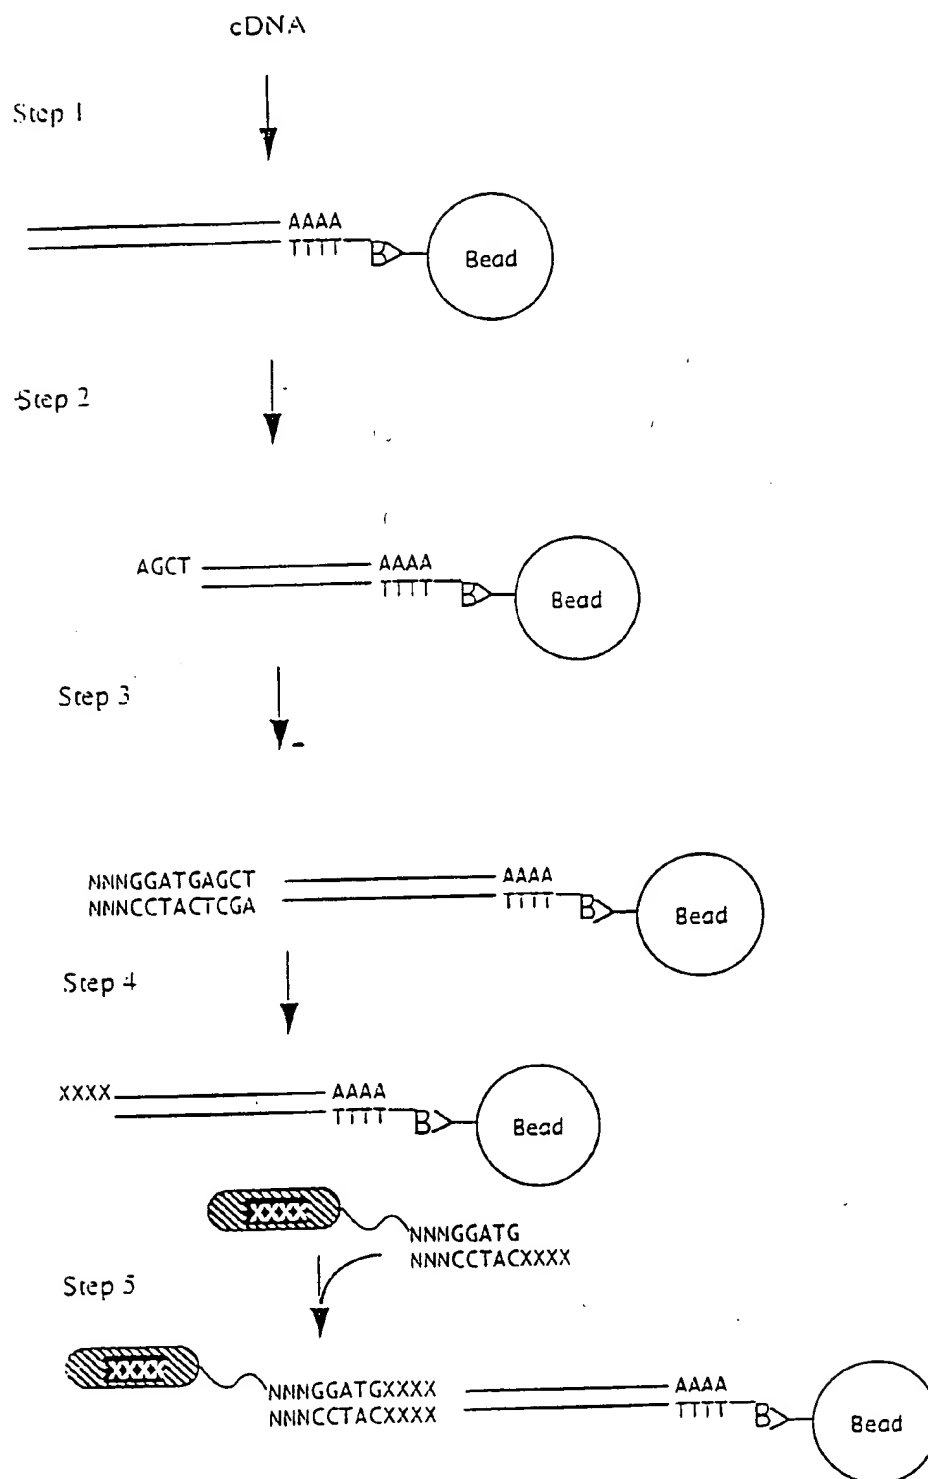 cDNA
Step 1
AAAA
TTTT
B
Bead
Step 2
AGCT
AAAA
TTTT
B
Bead
Step 3
NNNGGATGAGCT
NNNCCTACTCGA
AAAA
TTTT
B
Bead
Step 4
XXXX
AAAA
TTTT
B
Bead
XXXX
NNNGGATG
NNNCCTACXXXX
Step 5
XXXX
NNNGGATGXXXX
NNNCCTACXXXX
AAAA
TTTT
B
Bead